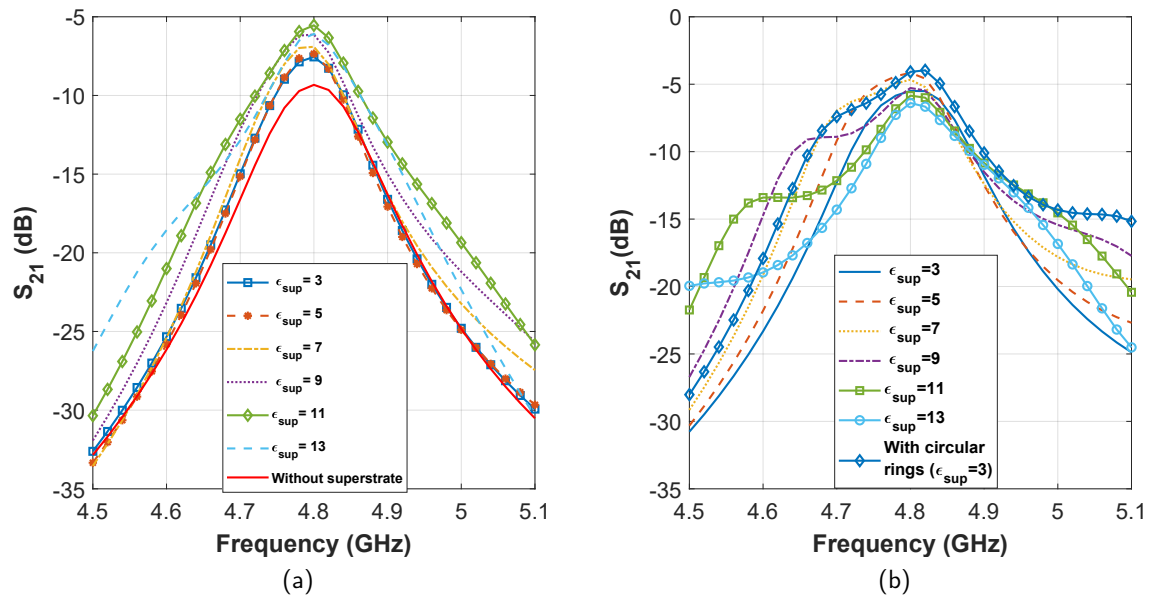 -5
-10
-15
-20
-25
-30
-35
S21 (dB)
ϵsup= 3
ϵsup= 5
ϵsup= 7
ϵsup= 9
ϵsup= 11
ϵsup= 13
Without superstrate
4.5 4.6 4.7 4.8 4.9 5 5.1
Frequency (GHz)
(a)
0
-5
-10
-15
-20
-25
-30
-35
S21 (dB)
ϵsup=3
ϵsup=5
ϵsup=7
ϵsup=9
ϵsup=11
ϵsup=13
With circular
rings (ϵsup=3)
4.5 4.6 4.7 4.8 4.9 5 5.1
Frequency (GHz)
(b)